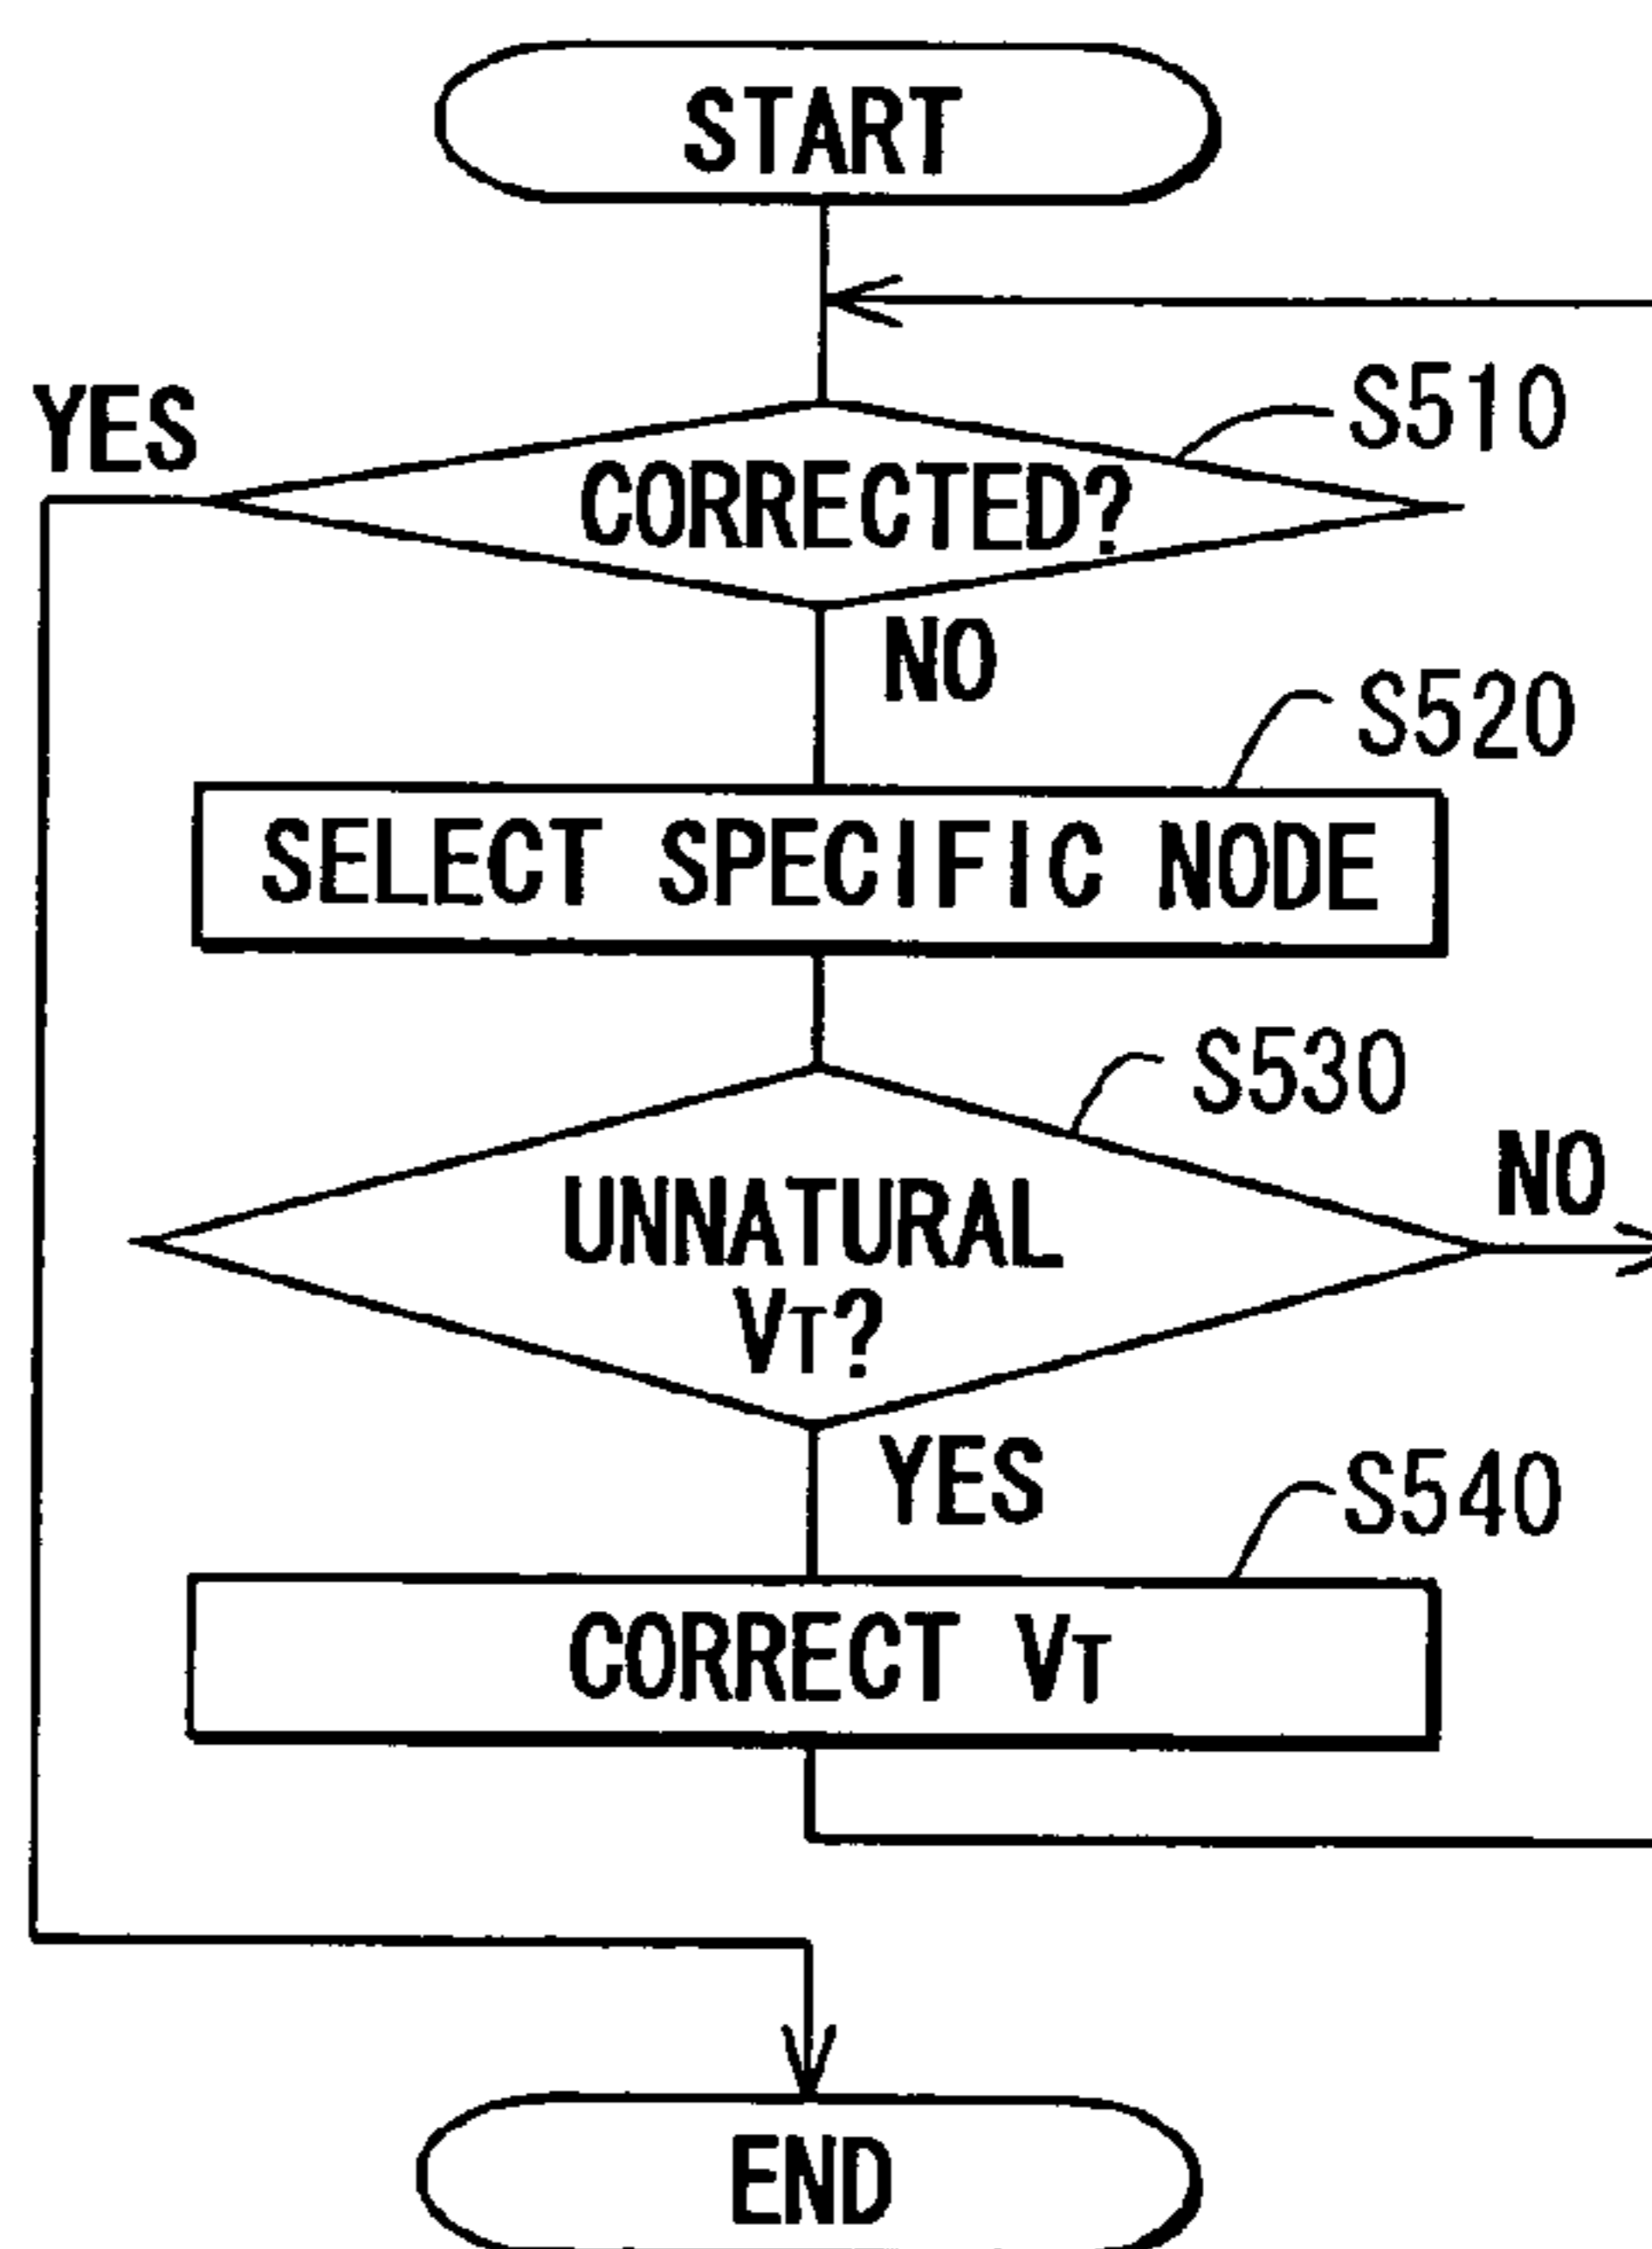 START
YES
S510
CORRECTED?
NO
S520
SELECT SPECIFIC NODE
S530
NO
UNNATURAL
VT?
YES
S540
CORRECT VT
END